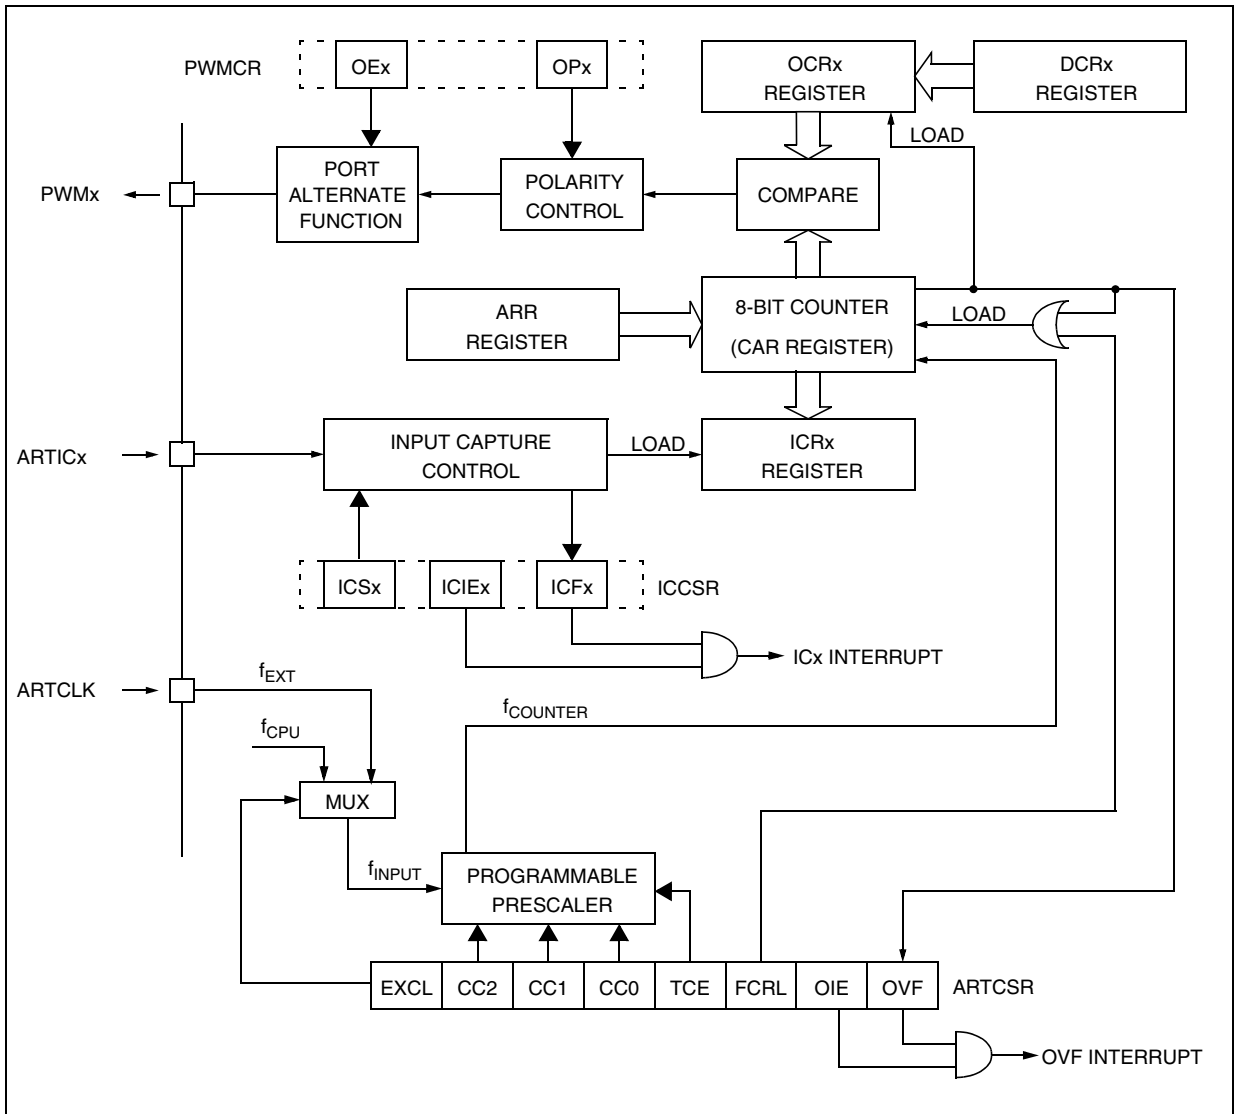 PWMCR
OEx
OPx
OCRx
REGISTER
DCRx
REGISTER
LOAD
PWMx
PORT
ALTERNATE
FUNCTION
POLARITY
CONTROL
COMPARE
ARR
REGISTER
8-BIT COUNTER
(CAR REGISTER)
LOAD
ARTICx
INPUT CAPTURE
CONTROL
LOAD
ICRx
REGISTER
ICSx
ICIEx
ICFx
ICCSR
ICx INTERRUPT
ARTCLK
fEXT
fCPU
fCOUNTER
MUX
fINPUT
PROGRAMMABLE
PRESCALER
EXCL
CC2
CC1
CC0
TCE
FCRL
OIE
OVF
ARTCSR
OVF INTERRUPT